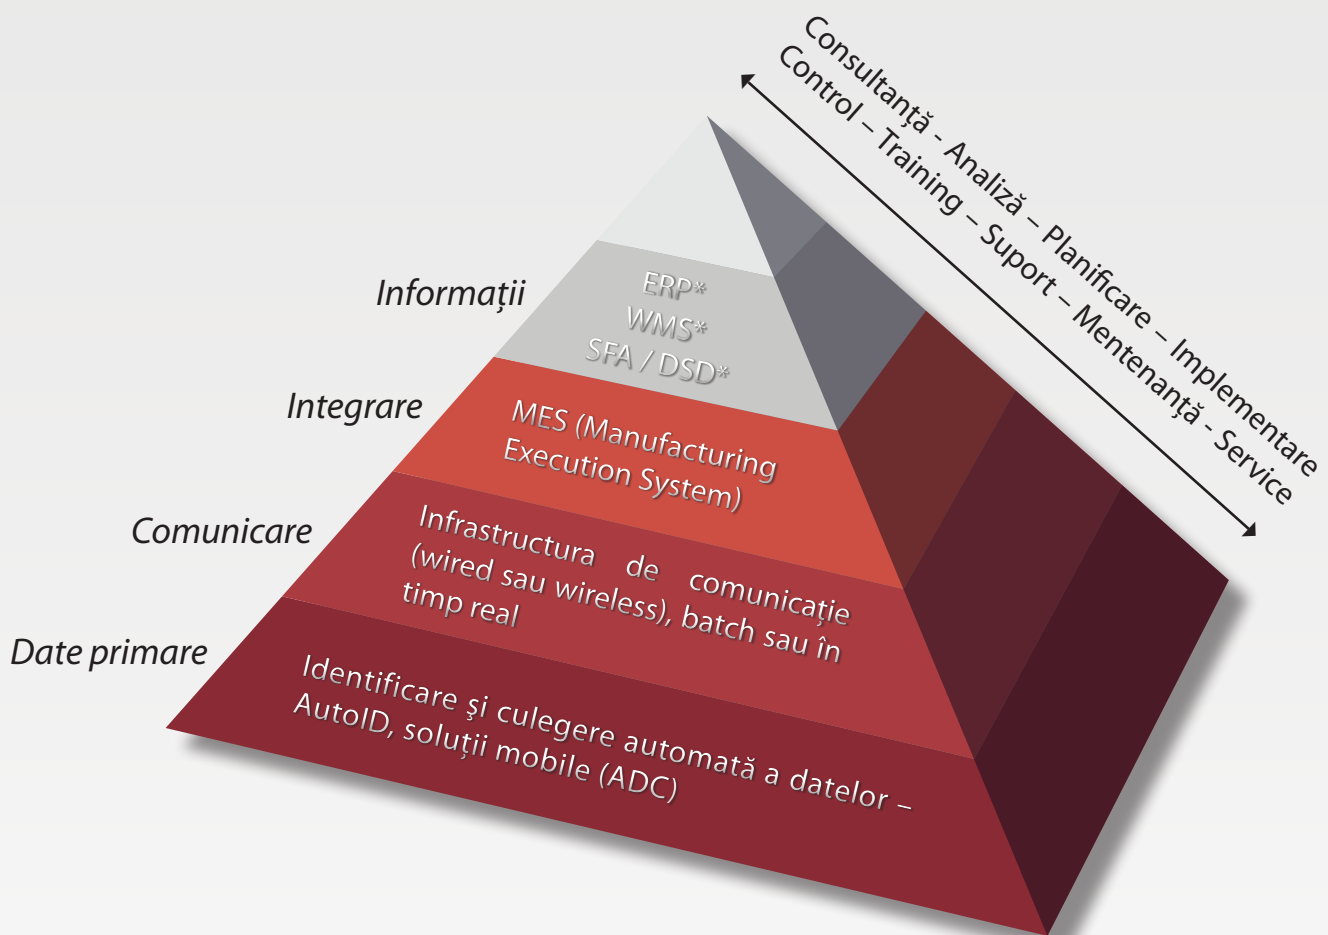 Consultanță - Analiză – Planificare – Implementare
Control – Training – Suport – Mentenanță - Service
Informații
ERP*
WMS*
SFA / DSD*
Integrare
MES (Manufacturing
Execution System)
Comunicare
Infrastructura de comunicație
(wired sau wireless), batch sau în
timp real
Date primare
Identificare şi culegere automată a datelor –
AutoID, soluții mobile (ADC)